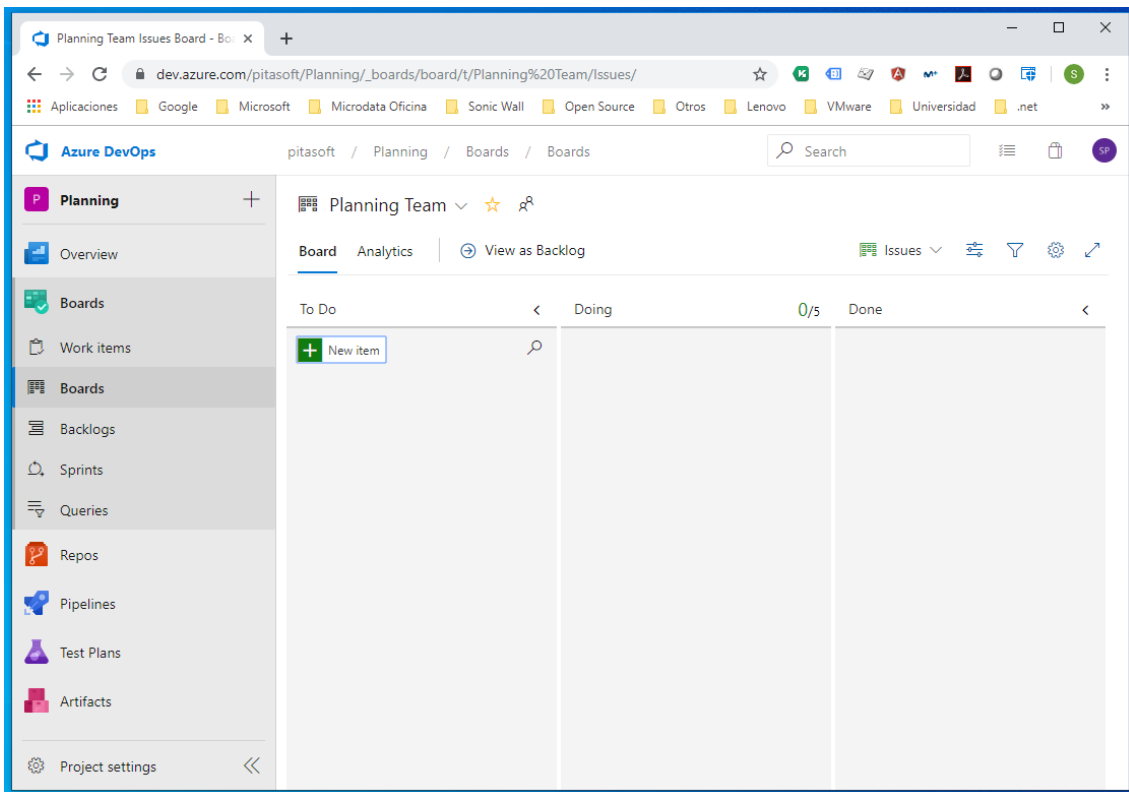 Planning Team Issues Board - Bo
dev.azure.com/pitasoft/Planning/_boards/board/t/Planning%20Team/Issues/
S
Aplicaciones Google Microsoft Microdata Oficina Sonic Wall Open Source Otros Lenovo VMware Universidad .net »
Azure DevOps pitasoft / Planning / Boards / Boards Search SP
P Planning
Planning Team
Overview
Board Analytics View as Backlog Issues
Boards
To Do Doing 0/5 Done
Work items
New item
Boards
Backlogs
Sprints
Queries
Repos
Pipelines
Test Plans
Artifacts
Project settings